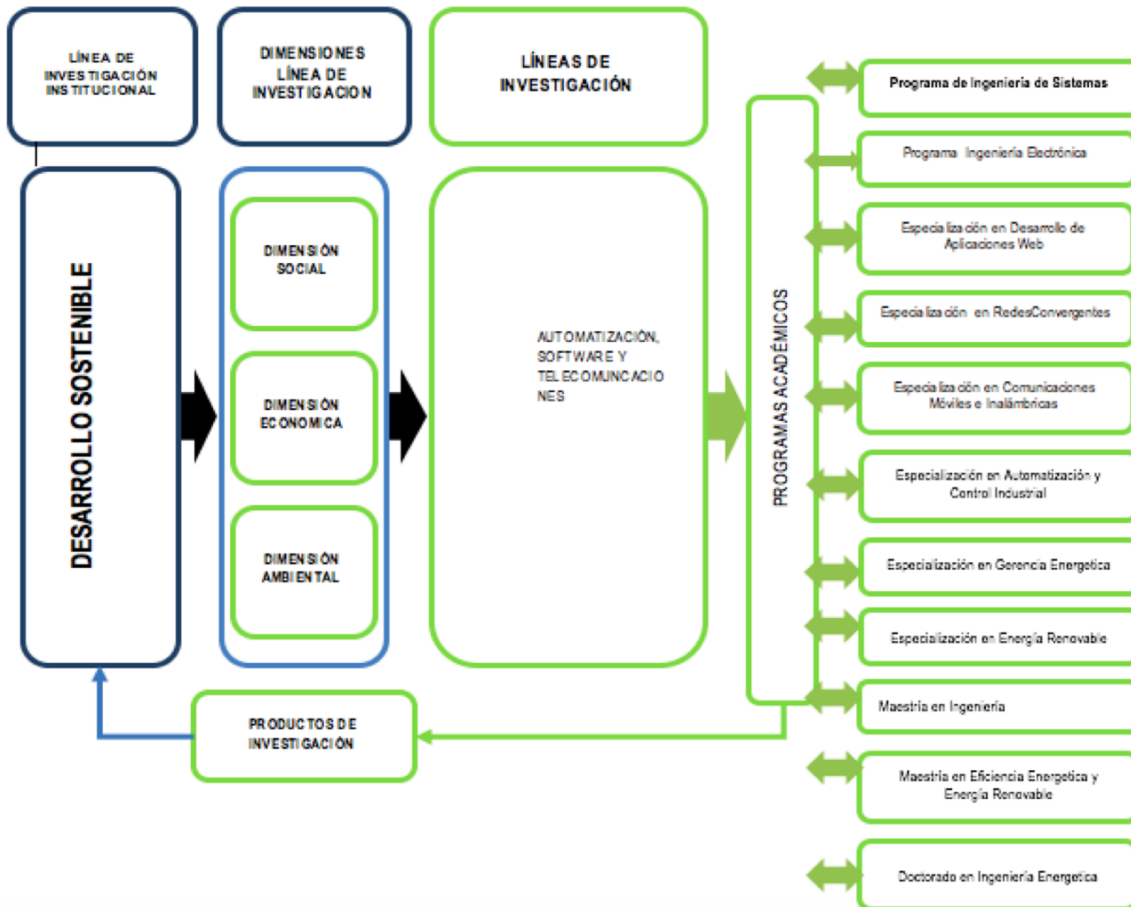 LÍNEA DE
INVESTIGACIÓN
INSTITUCIONAL
DIMENSIONES
LÍNEA DE
INVESTIGACION
LÍNEAS DE
INVESTIGACIÓN
DESARROLLO SOSTENIBLE
DIMENSIÓN
SOCIAL
DIMENSIÓN
ECONOMICA
DIMENSIÓN
AMBIENTAL
AUTOMATIZACIÓN,
SOFTWARE Y
TELECOMUNCACIO
NES
PROGRAMAS ACADÉMICOS
Programa de Ingeniería de Sistemas
Programa Ingeniería Electrónica
Especialización en Desarrollo de
Aplicaciones Web
Especialización en RedesConvergentes
Especialización en Comunicaciones
Móviles e Inalámbricas
Especialización en Automatización y
Control Industrial
Especialización en Gerencia Energetica
Especialización en Energía Renovable
Maestría en Ingeniería
Maestría en Eficiencia Energetica y
Energía Renovable
Doctorado en Ingeniería Energetica
PRODUCTOS DE
INVESTIGACIÓN